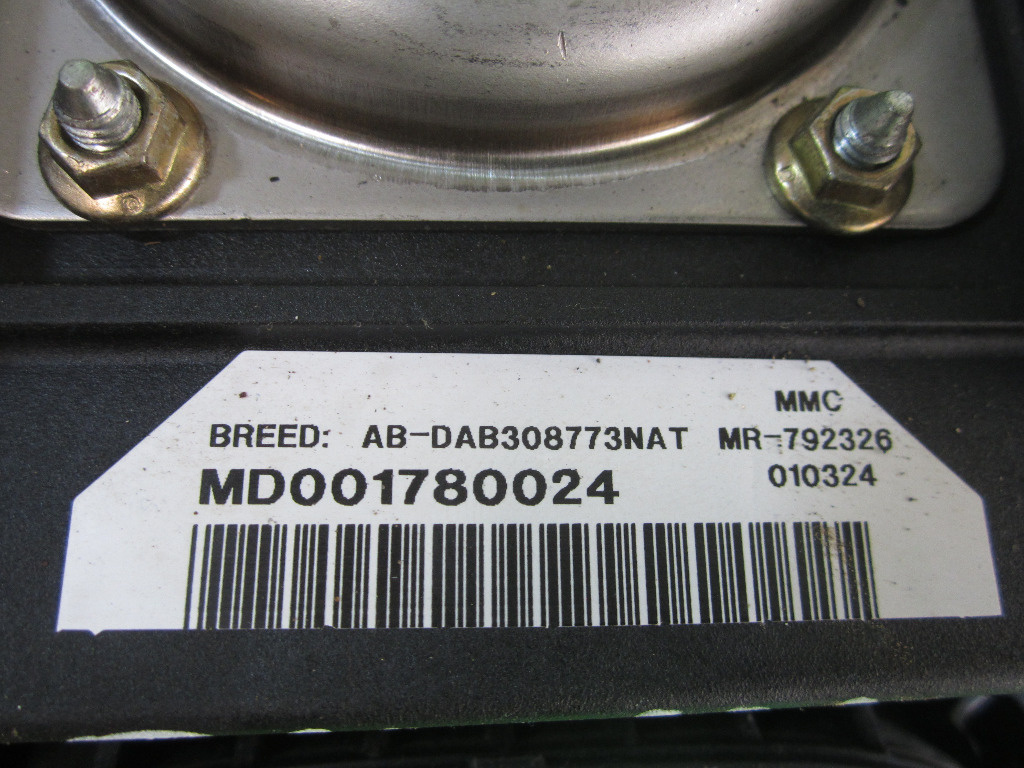 MMC
BREED: AB-DAB308773NAT MR-792326
MD001780024 010324